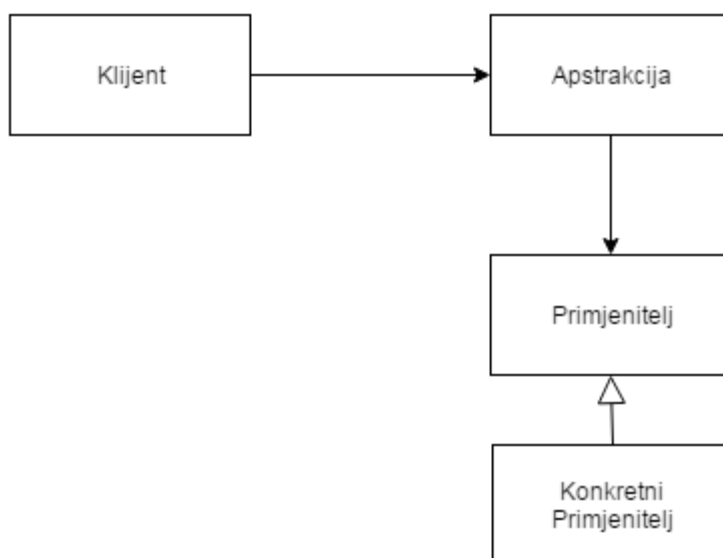 Klijent
Apstrakcija
Primjenitelj
Konkretni
Primjenitelj